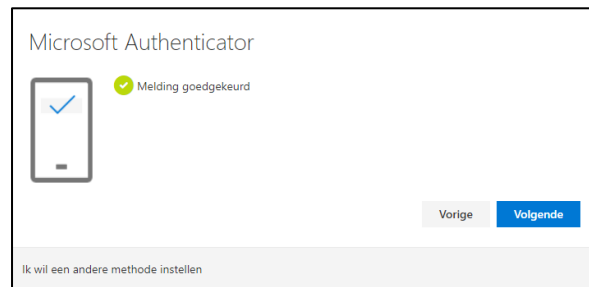 Microsoft Authenticator
Melding goedgekeurd
Vorige
Volgende
Ik wil een andere methode instellen